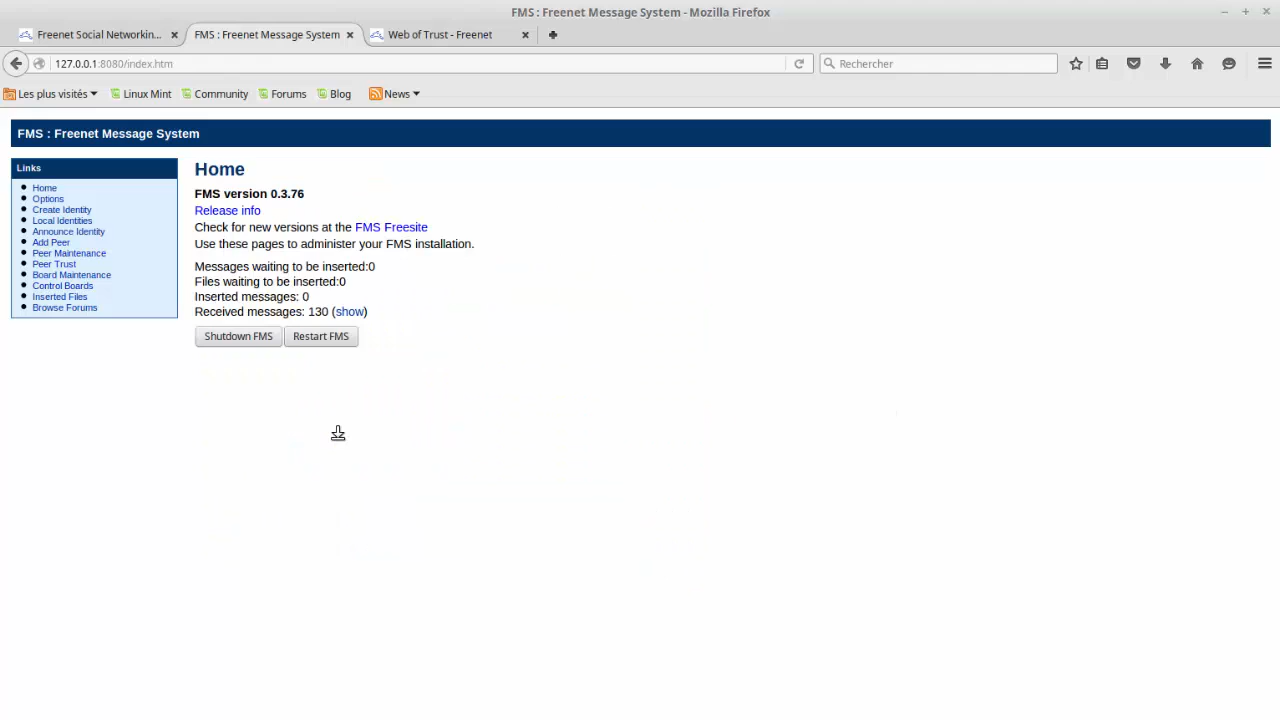 FMS : Freenet Message System - Mozilla Firefox
Freenet Social Networkin... FMS : Freenet Message System Web of Trust - Freenet
127.0.0.1:8080/index.htm Rechercher
Les plus visités Linux Mint Community Forums Blog News
FMS : Freenet Message System
Links
Home
Options
Create Identity
Local Identities
Announce Identity
Add Peer
Peer Maintenance
Peer Trust
Board Maintenance
Control Boards
Inserted Files
Browse Forums
Home
FMS version 0.3.76
Release info
Check for new versions at the FMS Freesite
Use these pages to administer your FMS installation.
Messages waiting to be inserted:0
Files waiting to be inserted:0
Inserted messages: 0
Received messages: 130 (show)
Shutdown FMS Restart FMS